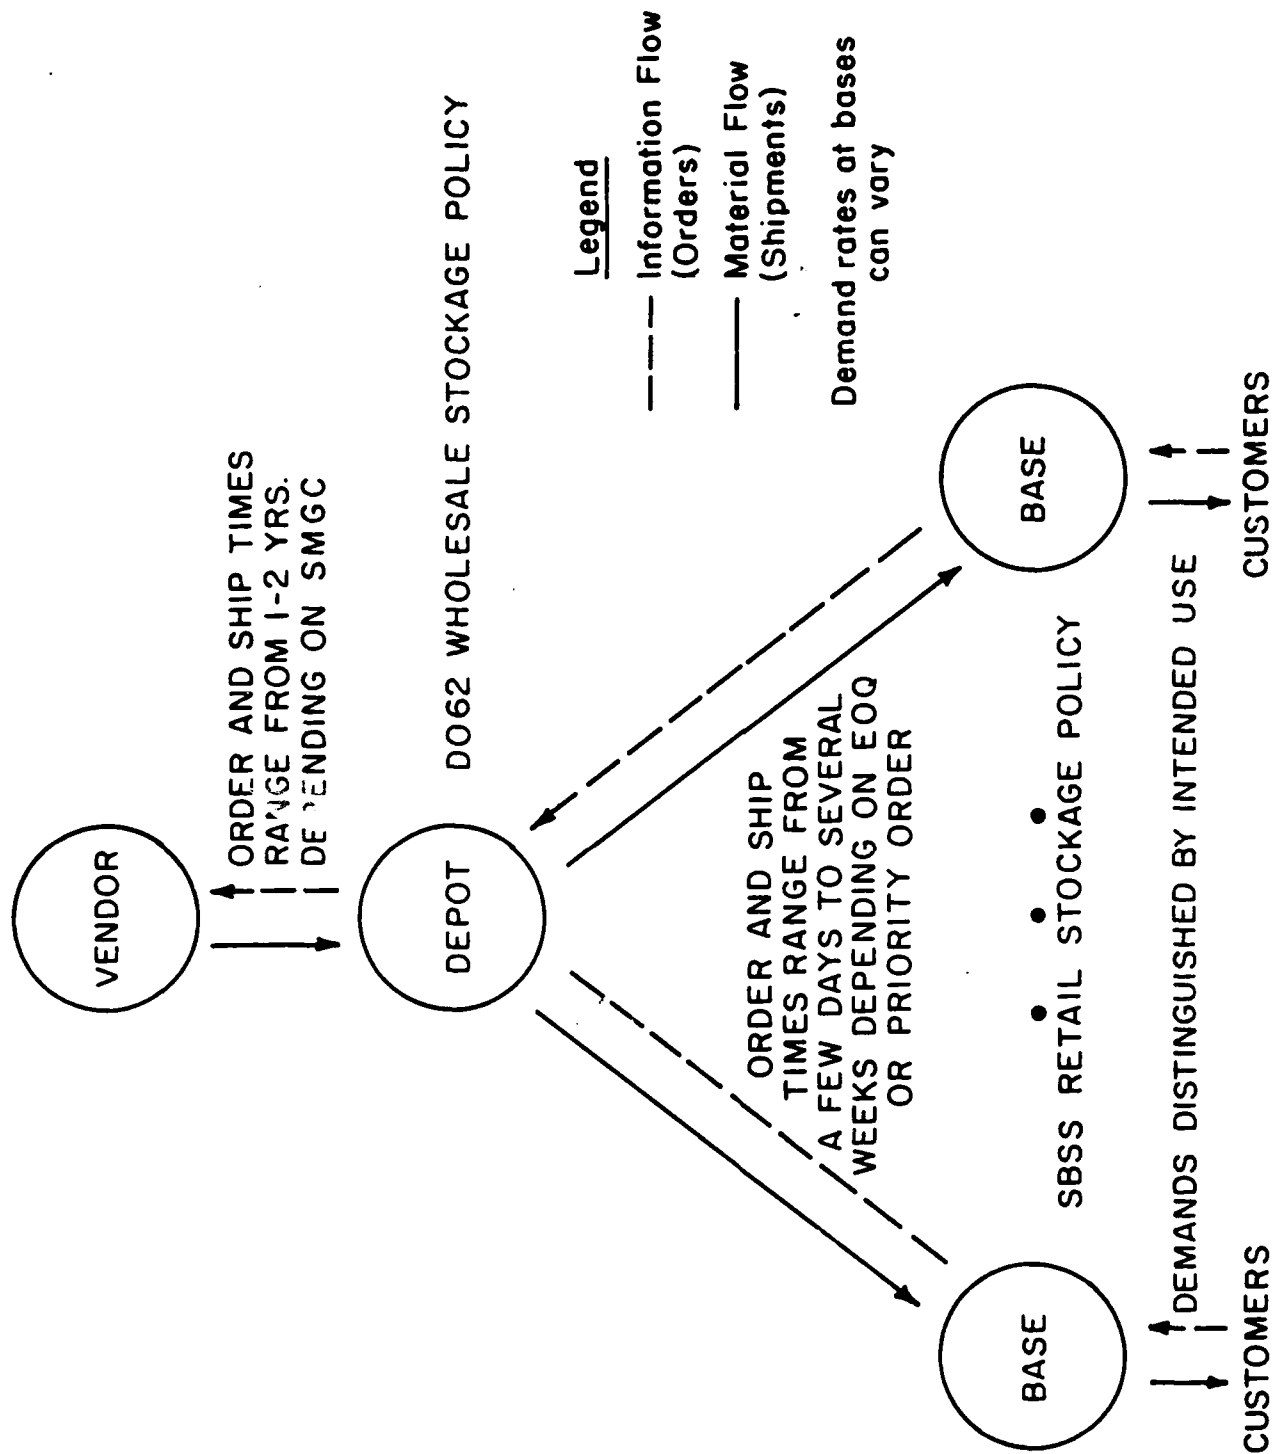 VENDOR
ORDER AND SHIP TIMES
RANGE FROM 1-2 YRS.
DEPENDING ON SMGC
DEPOT
DO62 WHOLESALE STOCKAGE POLICY
Legend
Information Flow
(Orders)
Material Flow
(Shipments)
Demand rates at bases
can vary
ORDER AND SHIP
TIMES RANGE FROM
A FEW DAYS TO SEVERAL
WEEKS DEPENDING ON EOQ
OR PRIORITY ORDER
BASE
BASE
SBSS RETAIL STOCKAGE POLICY
DEMANDS DISTINGUISHED BY INTENDED USE
CUSTOMERS
CUSTOMERS